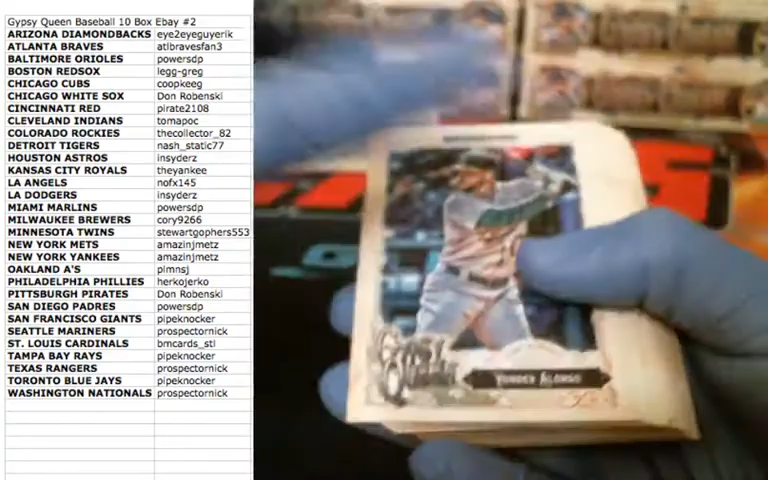 Gypsy Queen Baseball 10 Box Ebay #2
ARIZONA DIAMONDBACKS eye2eyeguyerik
ATLANTA BRAVES atlbravesfan3
BALTIMORE ORIOLES powersdp
BOSTON REDSOX legg-greg
CHICAGO CUBS coopkeeg
CHICAGO WHITE SOX Don Robenski
CINCINNATI RED pirate2108
CLEVELAND INDIANS tomapoc
COLORADO ROCKIES thecollector_82
DETROIT TIGERS nash_static77
HOUSTON ASTROS insyderz
KANSAS CITY ROYALS theyankee
LA ANGELS nofx145
LA DODGERS insyderz
MIAMI MARLINS powersdp
MILWAUKEE BREWERS cory9266
MINNESOTA TWINS stewartgophers553
NEW YORK METS amazinjmetz
NEW YORK YANKEES amazinjmetz
OAKLAND A'S plmnsj
PHILADELPHIA PHILLIES herkojerko
PITTSBURGH PIRATES Don Robenski
SAN DIEGO PADRES powersdp
SAN FRANCISCO GIANTS pipeknocker
SEATTLE MARINERS prospectornick
ST. LOUIS CARDINALS bmcards_stl
TAMPA BAY RAYS pipeknocker
TEXAS RANGERS prospectornick
TORONTO BLUE JAYS pipeknocker
WASHINGTON NATIONALS prospectornick
Gypsy
Queen
YONDER ALONSO